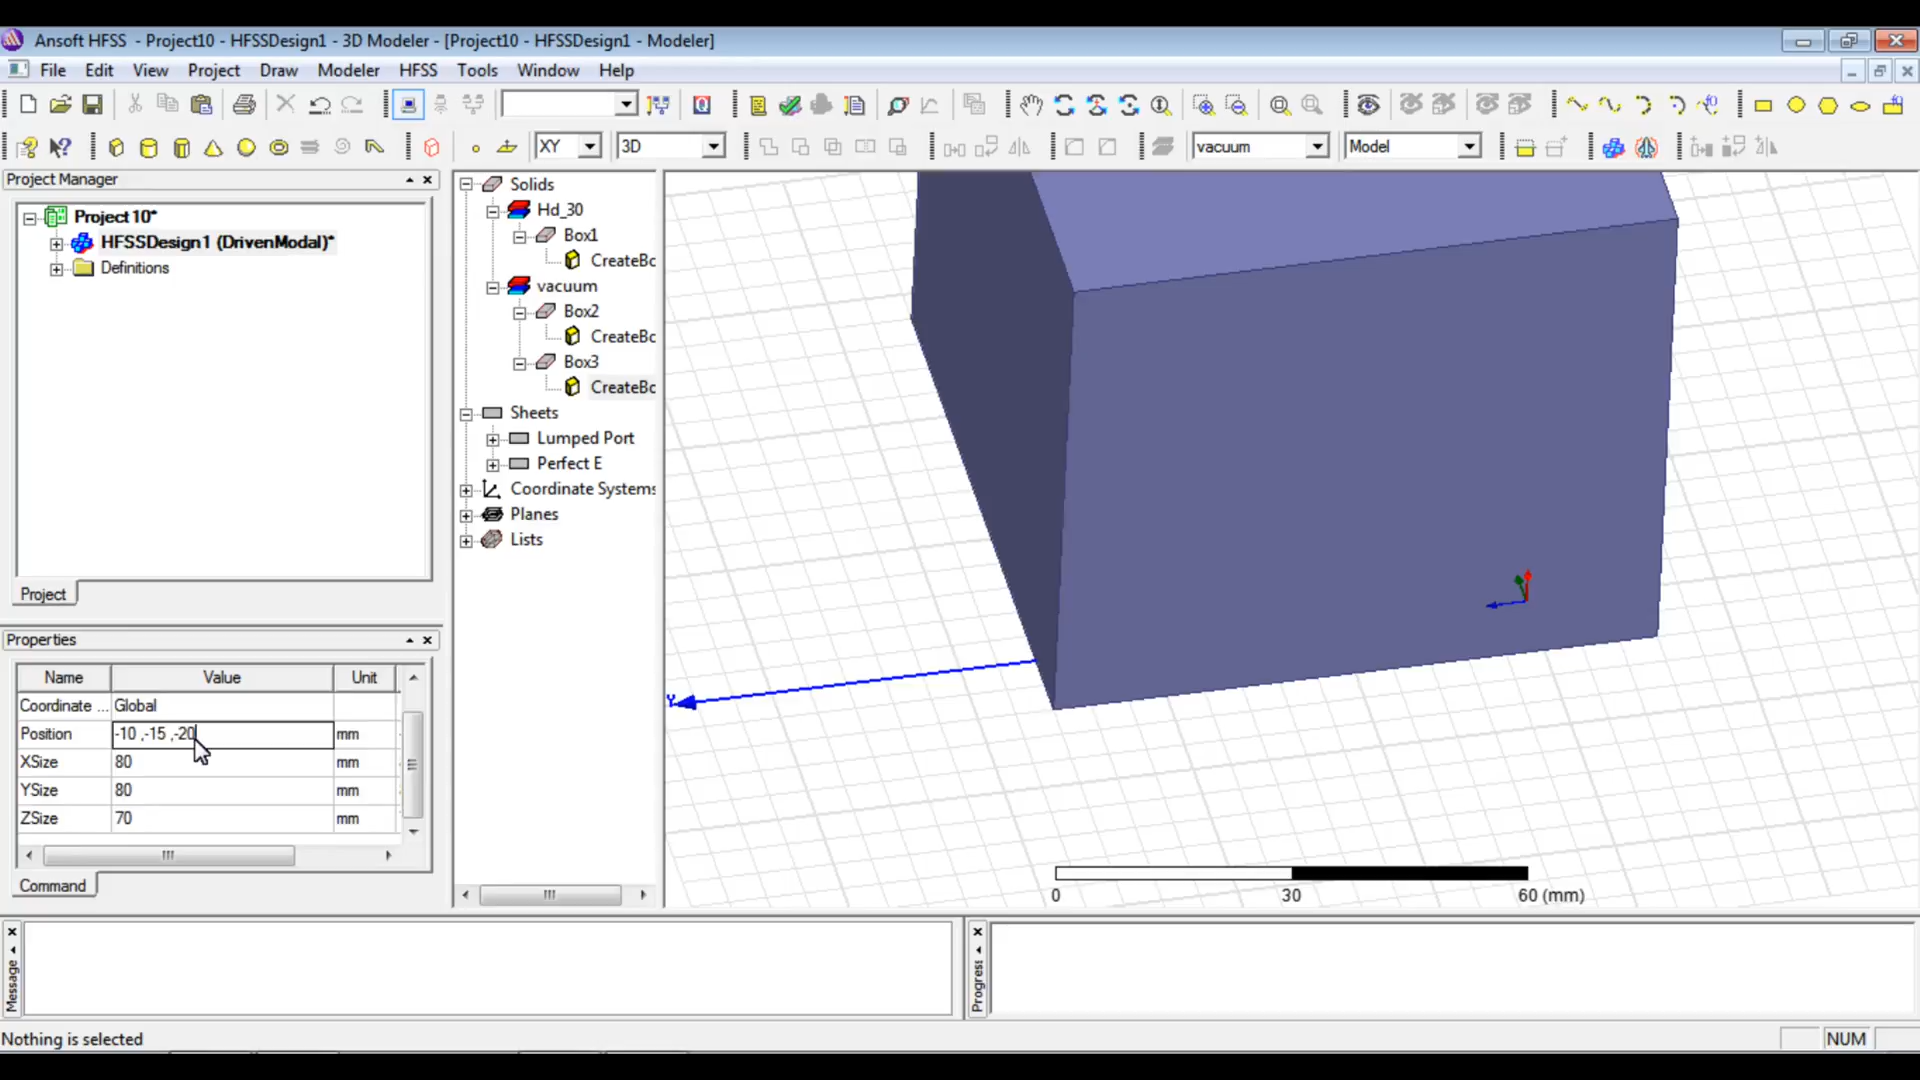 Ansoft HFSS - Project10 - HFSSDesign1 - 3D Modeler - [Project10 - HFSSDesign1 - Modeler]
File Edit View Project Draw Modeler HFSS Tools Window Help
XY 3D vacuum Model
Project Manager
Project10*
HFSSDesign1 (DrivenModal)*
Definitions
Project
Solids
Hd_30
Box1
CreateBc
vacuum
Box2
CreateBc
Box3
CreateBc
Sheets
Lumped Port
Perfect E
Coordinate Systems
Planes
Lists
Properties
Name Value Unit
Coordinate ... Global
Position -10 ,-15 ,-20 mm
XSize 80 mm
YSize 80 mm
ZSize 70 mm
Command
Y
0 30 60 (mm)
Message
Progress
Nothing is selected
NUM